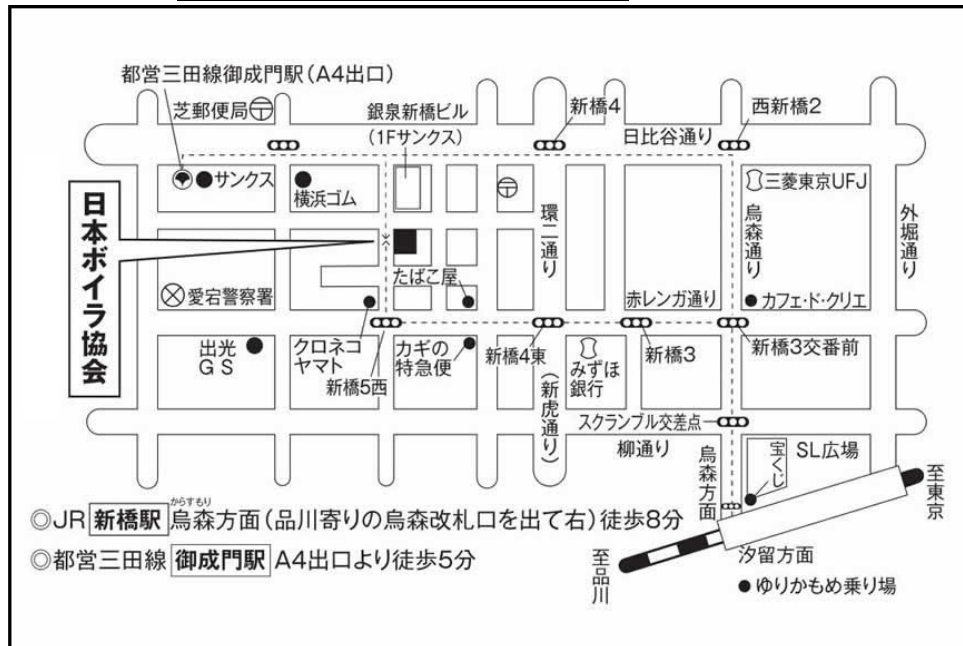 都営三田線御成門駅(A4出口)
芝郵便局
銀泉新橋ビル
(1Fサンクス)
新橋4
日比谷通り
西新橋2
サンクス
横浜ゴム
三菱東京UFJ
日本ボイラ協会
環二通り
烏森通り
外堀通り
たばこ屋
愛宕警察署
赤レンガ通り
カフェ・ド・クリエ
出光
GS
クロネコ
ヤマト
新橋5西
カギの
特急便
新橋4東
みずほ
銀行
新橋3
新橋3交番前
(新虎通り)
スクランブル交差点
柳通り
烏森方面
宝くじ
SL広場
至東京
からすもり
◎JR 新橋駅 烏森方面(品川寄りの烏森改札口を出て右)徒歩8分
◎都営三田線 御成門駅 A4出口より徒歩5分
至品川
汐留方面
●ゆりかもめ乗り場